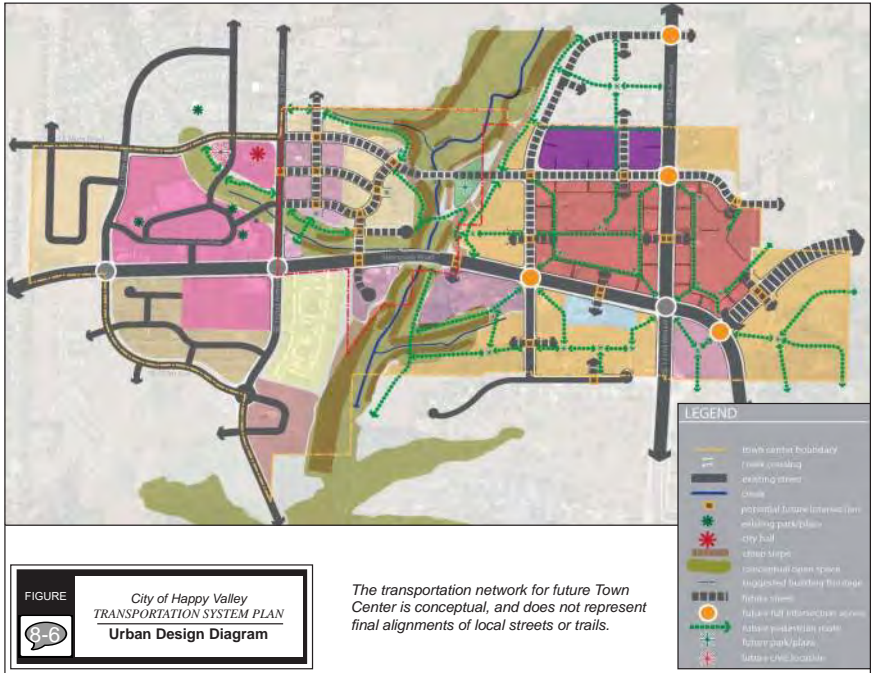 LEGEND
town center boundary
creek crossing
existing street
creek
potential future intersection
existing park/plaza
city hall
steep slope
conceptual open space
suggested building frontage
future street
future full intersection access
future pedestrian route
future park/plaza
future civic location
FIGURE
8-6
City of Happy Valley
TRANSPORTATION SYSTEM PLAN
Urban Design Diagram
The transportation network for future Town
Center is conceptual, and does not represent
final alignments of local streets or trails.